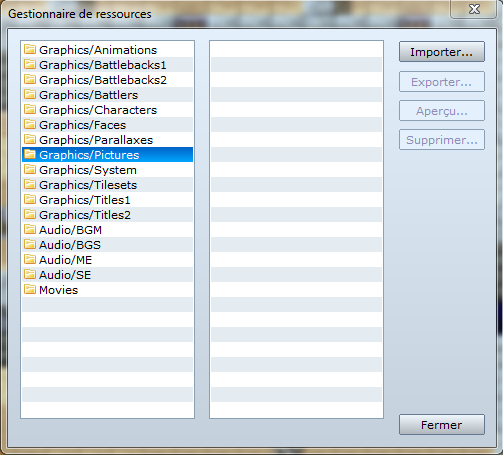 Gestionnaire de ressources
Graphics/Animations
Graphics/Battlebacks1
Graphics/Battlebacks2
Graphics/Battlers
Graphics/Characters
Graphics/Faces
Graphics/Parallaxes
Graphics/Pictures
Graphics/System
Graphics/Tilesets
Graphics/Titles1
Graphics/Titles2
Audio/BGM
Audio/BGS
Audio/ME
Audio/SE
Movies
Importer...
Exporter...
Aperçu...
Supprimer...
Fermer